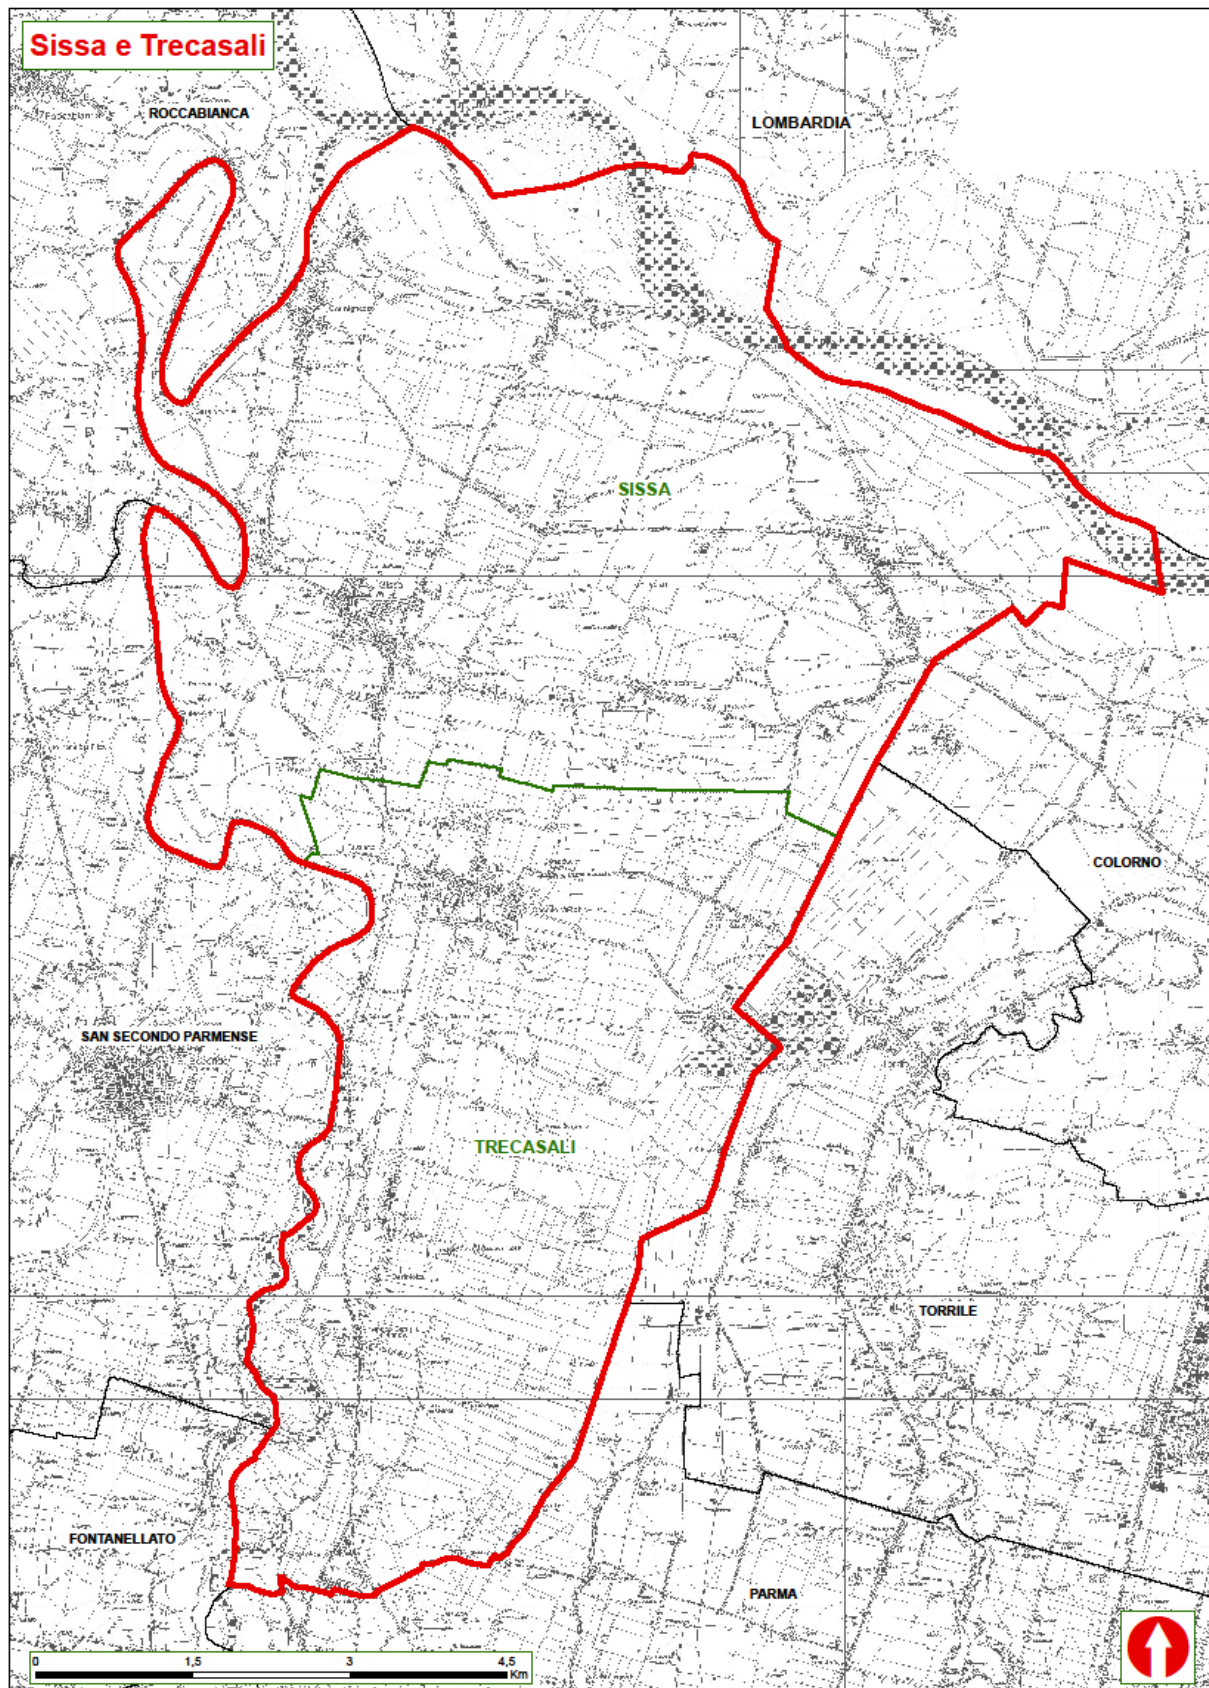 Sissa e Trecasali
ROCCABIANCA
LOMBARDIA
SISSA
COLORNO
SAN SECONDO PARMENSE
TRECASALI
TORRILE
FONTANELLATO
PARMA
0 1,5 3 4,5
Km